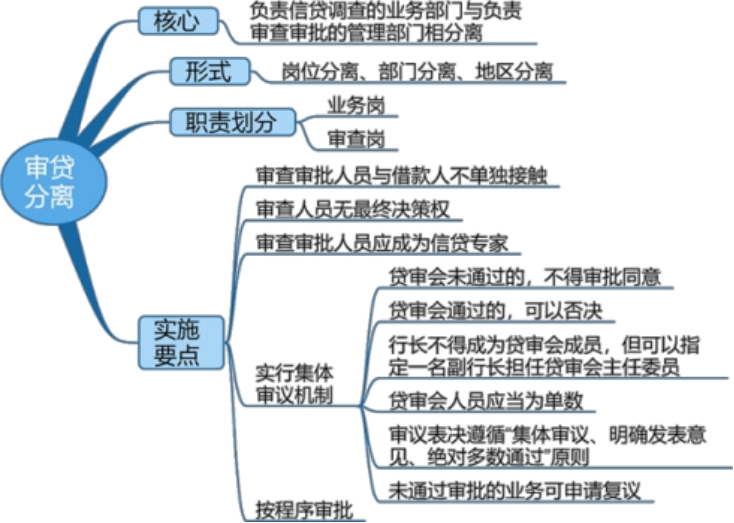 审贷
分离
核心
负责信贷调查的业务部门与负责
审查审批的管理部门相分离
形式
岗位分离、部门分离、地区分离
职责划分
业务岗
审查岗
实施
要点
审查审批人员与借款人不单独接触
审查人员无最终决策权
审查审批人员应成为信贷专家
实行集体
审议机制
贷审会未通过的，不得审批同意
贷审会通过的，可以否决
行长不得成为贷审会成员，但可以指
定一名副行长担任贷审会主任委员
贷审会人员应当为单数
审议表决遵循“集体审议、明确发表意
见、绝对多数通过”原则
未通过审批的业务可申请复议
按程序审批